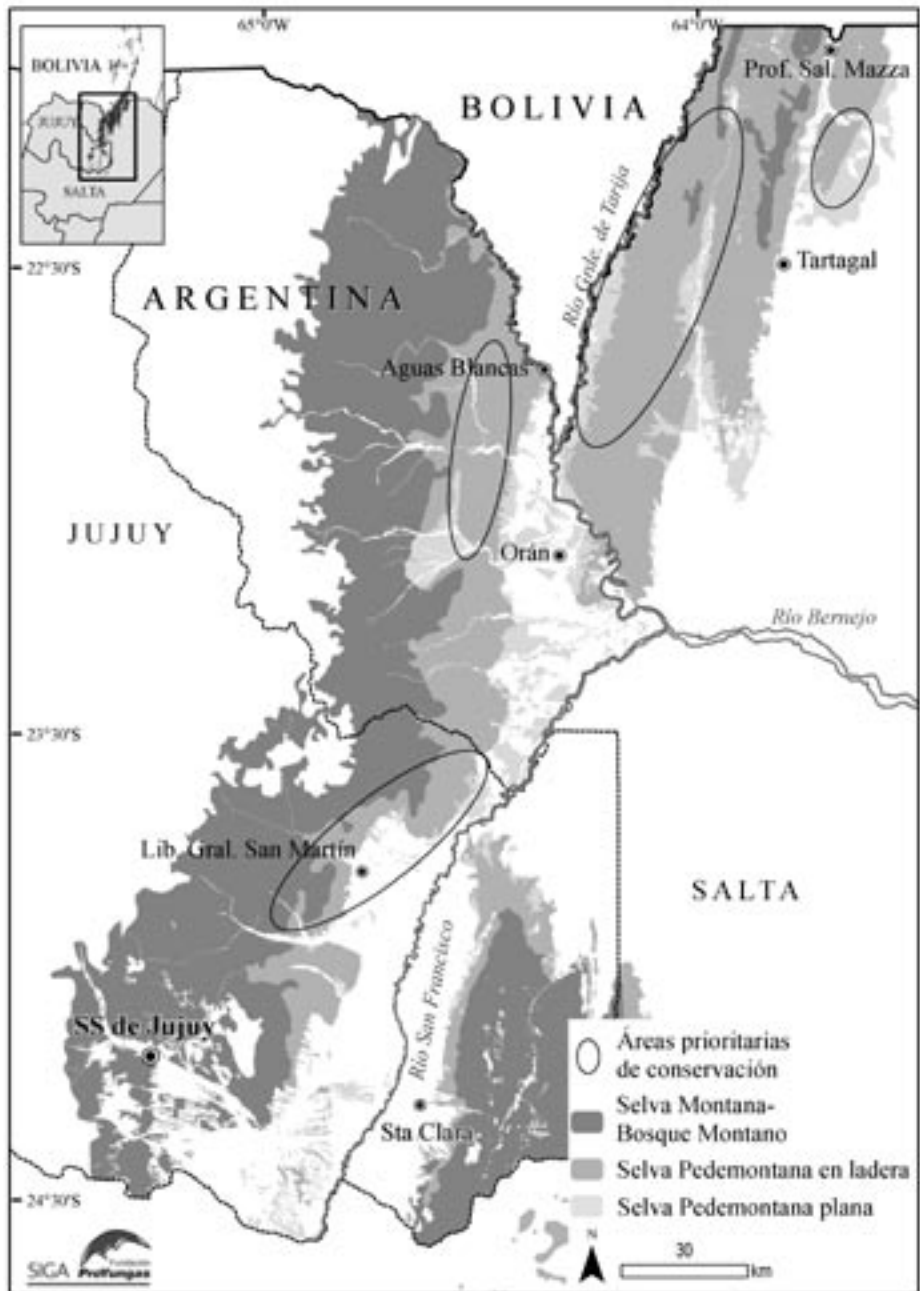 65°0'W
64°0'W
BOLIVIA
JUJUY
SALTA
BOLIVIA
Prof. Sal. Mazza
Río Gnde. de Tarija
22°30'S
Tartagal
ARGENTINA
Aguas Blancas
JUJUY
Orán
Río Bernejo
23°30'S
Lib. Gral. San Martín
SALTA
Río San Francisco
SS de Jujuy
Sta Clara
24°30'S
Áreas prioritarias
de conservación
Selva Montana-
Bosque Montano
Selva Pedemontana en ladera
Selva Pedemontana plana
N
30
km
SIGA
Fundación
ProYungas